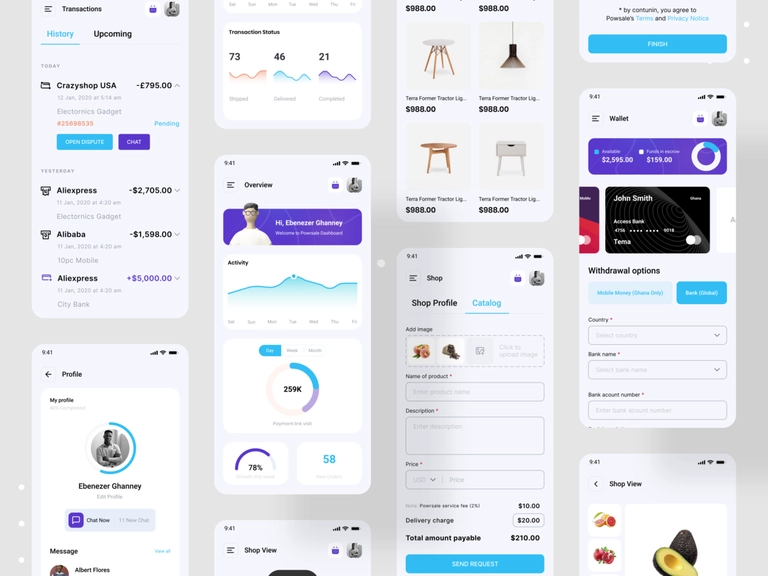 Transactions
History Upcoming
TODAY
Crazyshop USA -£795.00
12 Jan, 2020 at 5:14 am
Electornics Gadget
#25698535 Pending
OPEN DISPUTE CHAT
YESTERDAY
Aliexpress -$2,705.00
11 Jan, 2020 at 4:20 am
Electornics Gadget
Alibaba -$1,598.00
11 Jan, 2020 at 4:20 am
10pc Mobile
Aliexpress +$5,000.00
11 Jan, 2020 at 4:20 am
City Bank
9:41
Profile
My profile
Ebenezer Ghanney
Edit Profile
Chat Now 11 New Chat
Message View all
Albert Flores
Sat Sun Mon Tue Wed Thu Fri
Transaction Status
73 46 21
Shipped Delivered Completed
9:41
Overview
Hi, Ebenezer Ghanney
Welcome to Powsale Dashboard
Activity
Sat Sun Mon Tue Wed Thu Fri
Day Week Month
259K
Payment link visit
78% 58
9:41
Shop View
$988.00 $988.00
Terra Former Tractor Lig... Terra Former Tractor Lig...
$988.00 $988.00
Terra Former Tractor Lig... Terra Former Tractor Lig...
$988.00 $988.00
9:41
Shop
Shop Profile Catalog
Add image
Click to
upload image
Name of product *
Enter product name
Description *
Enter description
Price *
USD Price
Note: Powsale service fee (2%) $10.00
Delivery charge $20.00
Total amount payable $210.00
SEND REQUEST
* by contunin, you agree to
Powsale's Terms and Privacy Notice
FINISH
9:41
Wallet
Available Funds in escrow
$2,595.00 $159.00
John Smith Ghana
Access Bank
4756 •••• •••• 9018
Tema
Withdrawal options
Mobile Money (Ghana Only) Bank (Global)
Country *
Select country
Bank name *
Select bank name
Bank acount number *
Enter bank acount number
9:41
Shop View